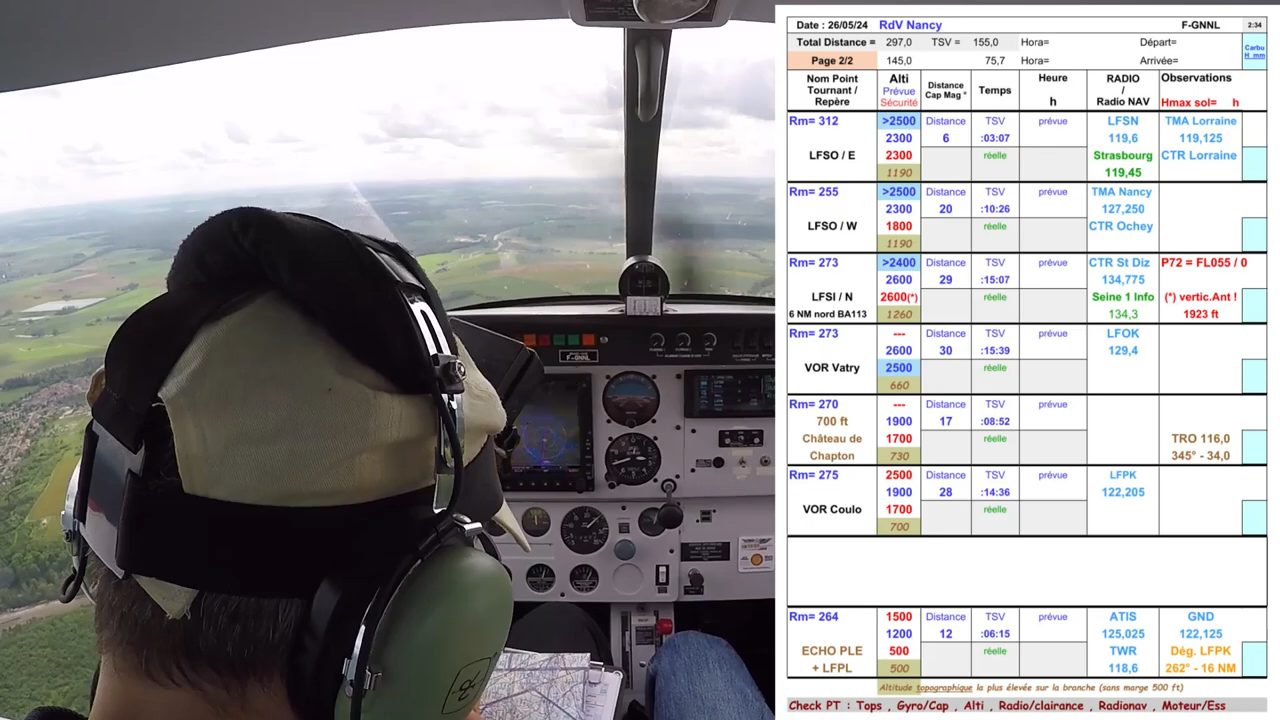 Date : 26/05/24 RdV Nancy F-GNNL 2:34
Total Distance = 297,0 TSV = 155,0 Hora= Départ= Carbu
Page 2/2 145,0 75,7 Hora= Arrivée= H mm
Nom Point Tournant / Repère Alti Prévue Sécurité Distance Cap Mag ° Temps Heure h RADIO / Radio NAV Observations Hmax sol= h
Rm= 312 >2500 Distance TSV prévue LFSN TMA Lorraine
2300 6 :03:07 119,6 119,125
LFSO / E 2300 réelle Strasbourg CTR Lorraine
1190 119,45
Rm= 255 >2500 Distance TSV prévue TMA Nancy
2300 20 :10:26 127,250
LFSO / W 1800 réelle CTR Ochey
1190
Rm= 273 >2400 Distance TSV prévue CTR St Diz P72 = FL055 / 0
2600 29 :15:07 134,775
LFSI / N 2600(*) réelle Seine 1 Info (*) vertic.Ant !
6 NM nord BA113 1260 134,3 1923 ft
Rm= 273 --- Distance TSV prévue LFOK
2600 30 :15:39 129,4
VOR Vatry 2500 réelle
660
Rm= 270 --- Distance TSV prévue
700 ft 1900 17 :08:52
Château de 1700 réelle TRO 116,0
Chapton 730 345° - 34,0
Rm= 275 2500 Distance TSV prévue LFPK
1900 28 :14:36 122,205
VOR Coulo 1700 réelle
700
Rm= 264 1500 Distance TSV prévue ATIS GND
1200 12 :06:15 125,025 122,125
ECHO PLE 500 réelle TWR Dég. LFPK
+ LFPL 500 118,6 262° - 16 NM
Altitude topographique la plus élevée sur la branche (sans marge 500 ft)
Check PT : Tops , Gyro/Cap , Alti , Radio/clairance , Radionav , Moteur/Ess
F-GNNL